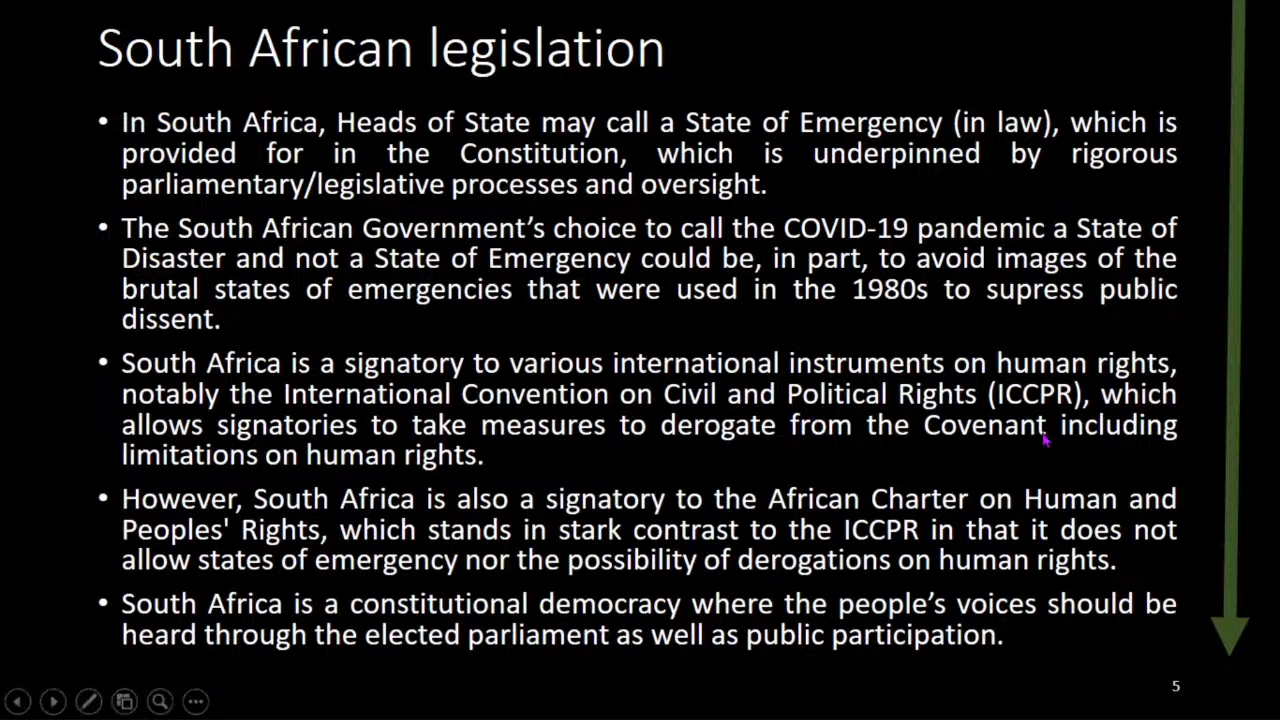 South African legislation
• In South Africa, Heads of State may call a State of Emergency (in law), which is
provided for in the Constitution, which is underpinned by rigorous
parliamentary/legislative processes and oversight.
• The South African Government’s choice to call the COVID-19 pandemic a State of
Disaster and not a State of Emergency could be, in part, to avoid images of the
brutal states of emergencies that were used in the 1980s to supress public
dissent.
• South Africa is a signatory to various international instruments on human rights,
notably the International Convention on Civil and Political Rights (ICCPR), which
allows signatories to take measures to derogate from the Covenant including
limitations on human rights.
• However, South Africa is also a signatory to the African Charter on Human and
Peoples' Rights, which stands in stark contrast to the ICCPR in that it does not
allow states of emergency nor the possibility of derogations on human rights.
• South Africa is a constitutional democracy where the people’s voices should be
heard through the elected parliament as well as public participation.
5